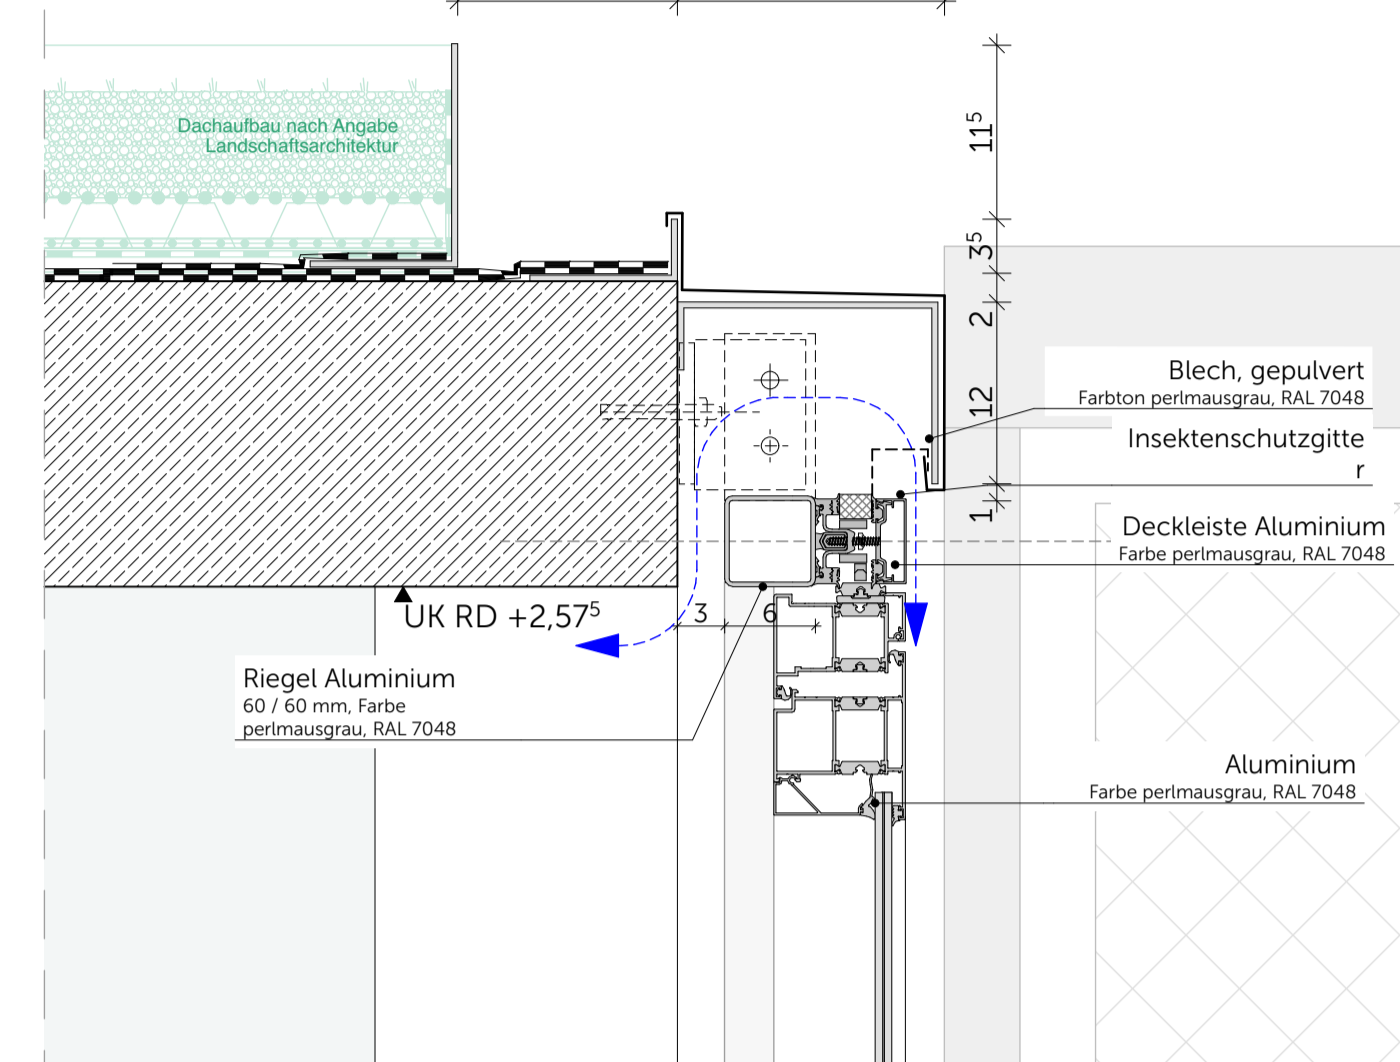 Dachaufbau nach Angabe
Landschaftsarchitektur
11⁵
3⁵
2
12
1
Blech, gepulvert
Farbton perlmausgrau, RAL 7048
Insektenschutzgitte
r
Deckleiste Aluminium
Farbe perlmausgrau, RAL 7048
UK RD +2,57⁵
3
6
Riegel Aluminium
60 / 60 mm, Farbe
perlmausgrau, RAL 7048
Aluminium
Farbe perlmausgrau, RAL 7048